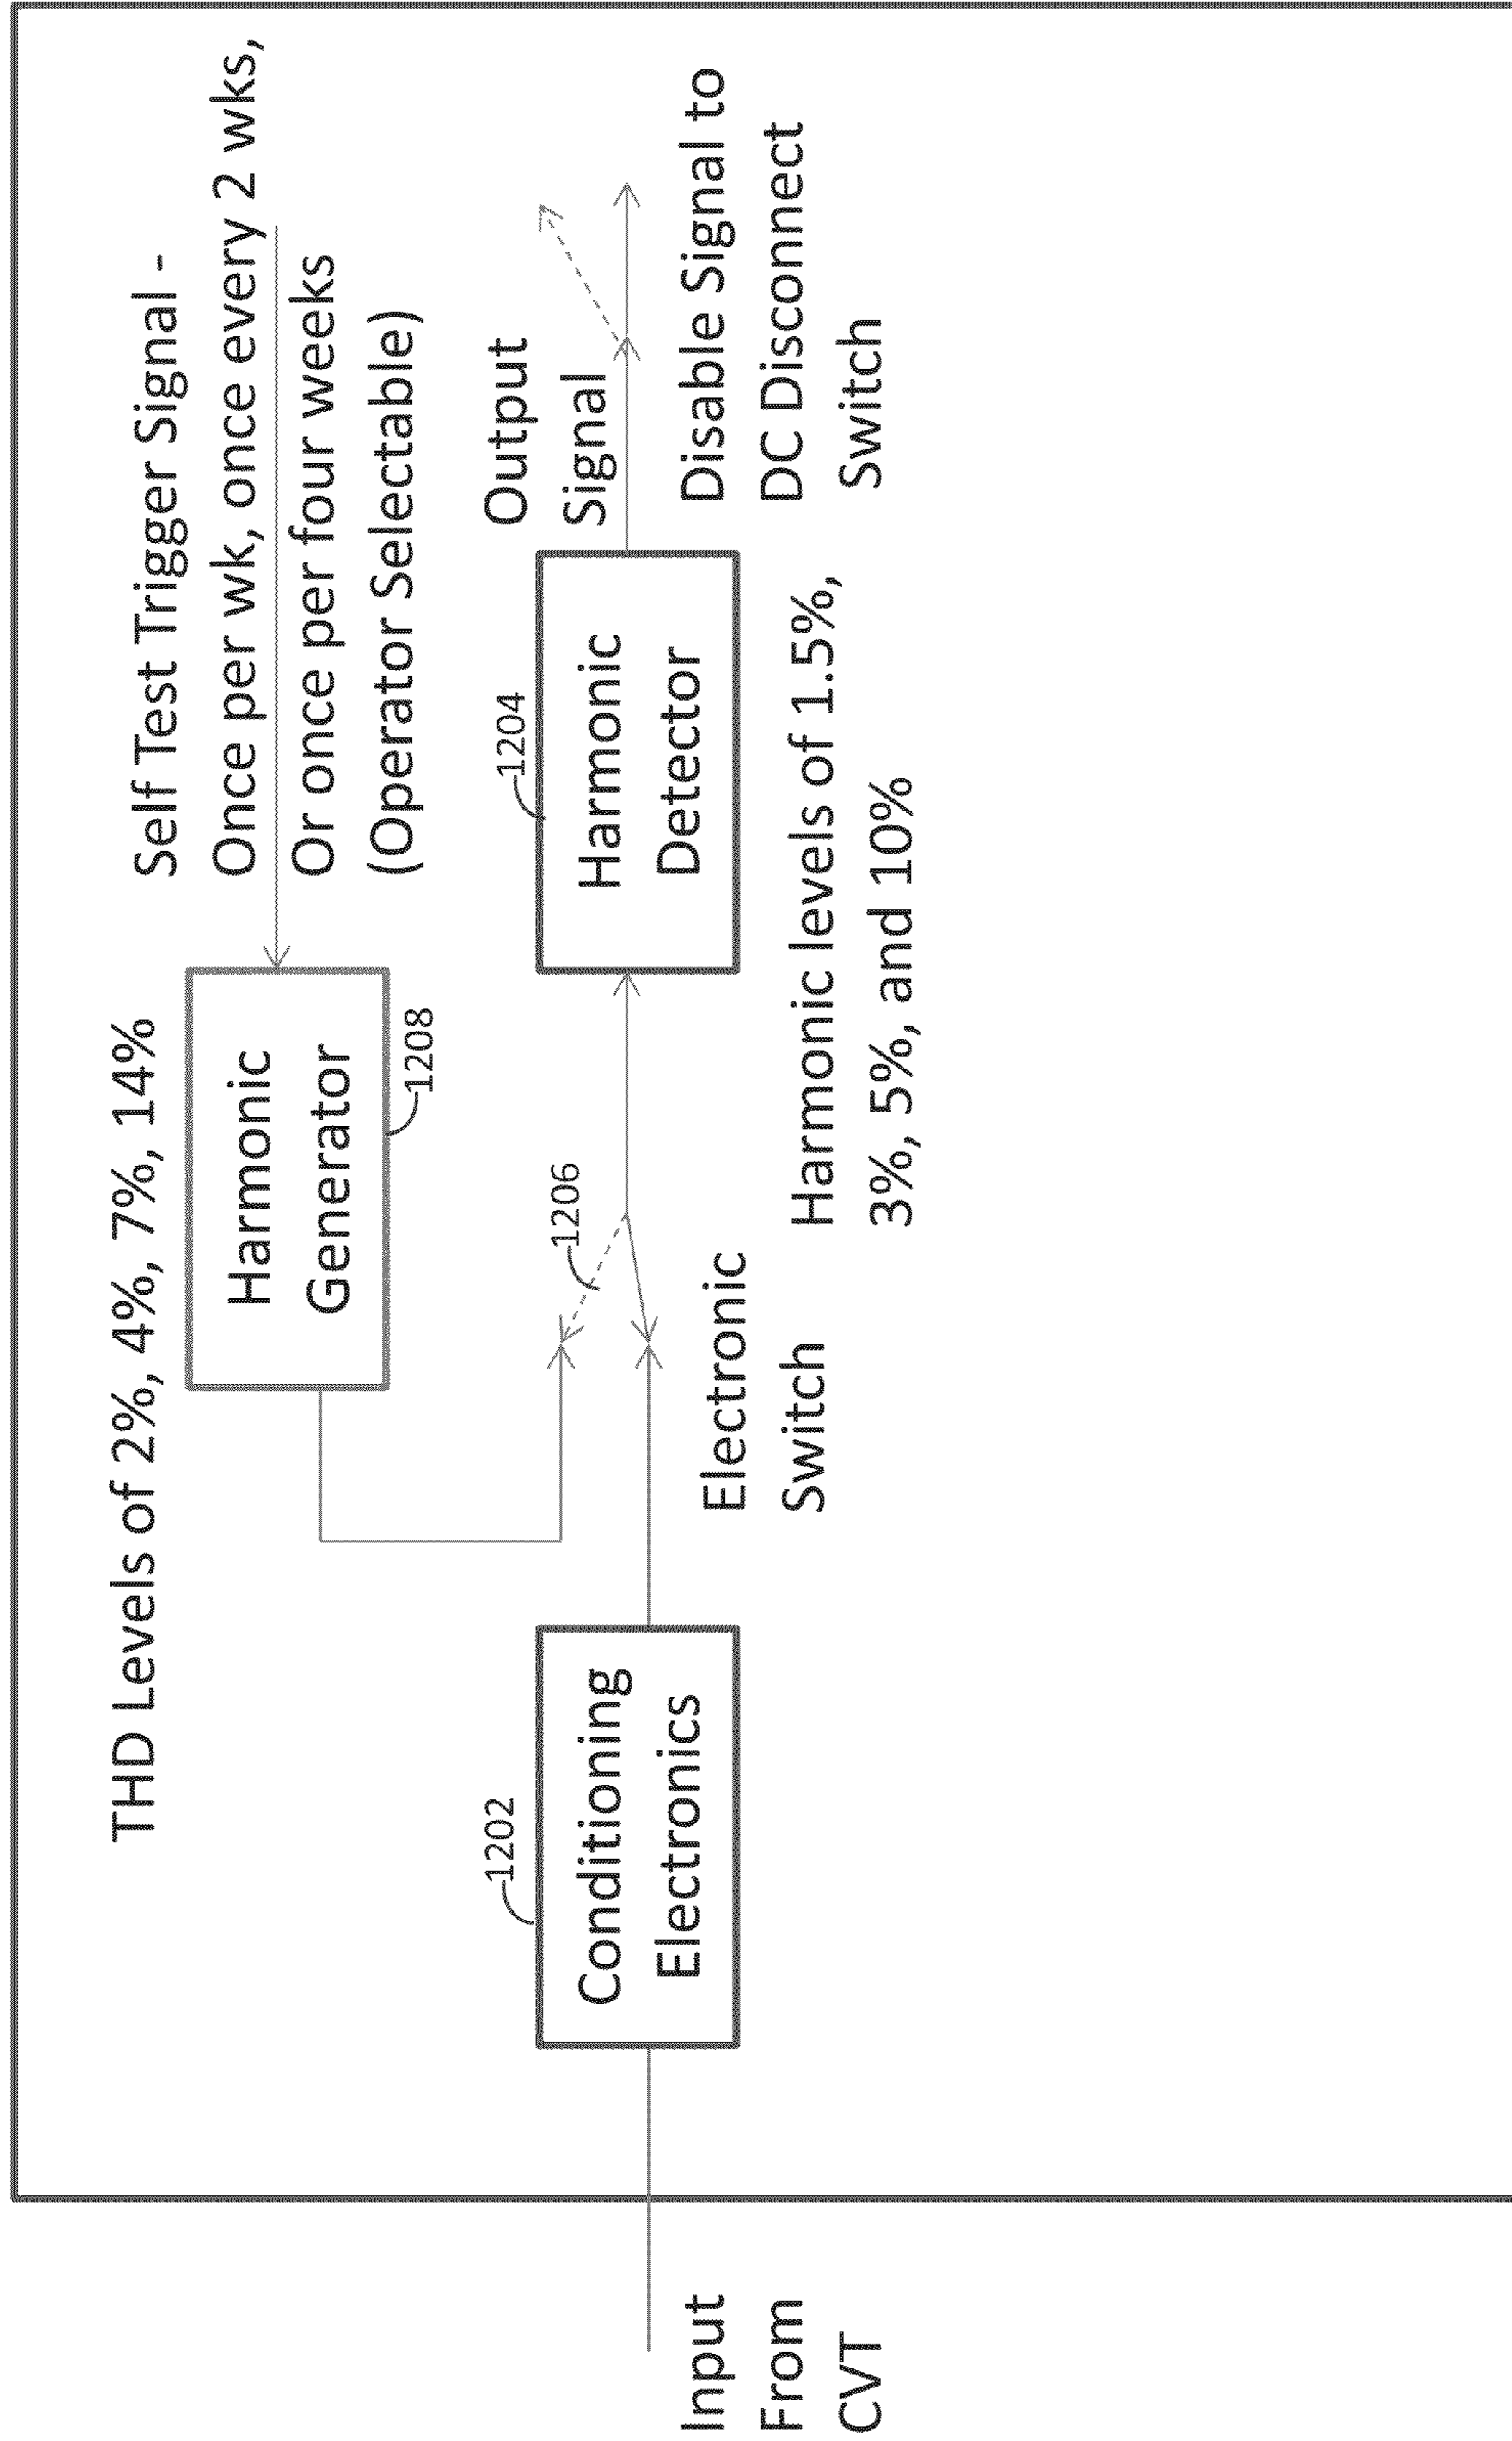 THD Levels of 2%, 4%, 7%, 14%
Self Test Trigger Signal -
Once per wk, once every 2 wks,
Or once per four weeks
(Operator Selectable)
Harmonic
Generator
1208
1202
Conditioning
Electronics
1206
Electronic
Switch
1204
Harmonic
Detector
Harmonic levels of 1.5%,
3%, 5%, and 10%
Output
Signal
Disable Signal to
DC Disconnect
Switch
Input
From
CVT